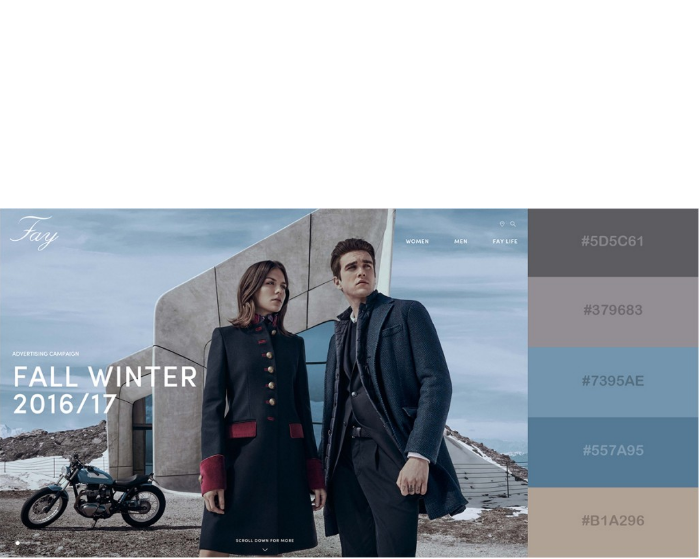 Fay
WOMEN
MEN
FAY LIFE
ADVERTISING CAMPAIGN
FALL WINTER
2016/17
SCROLL DOWN FOR MORE
#5D5C61
#379683
#7395AE
#557A95
#B1A296